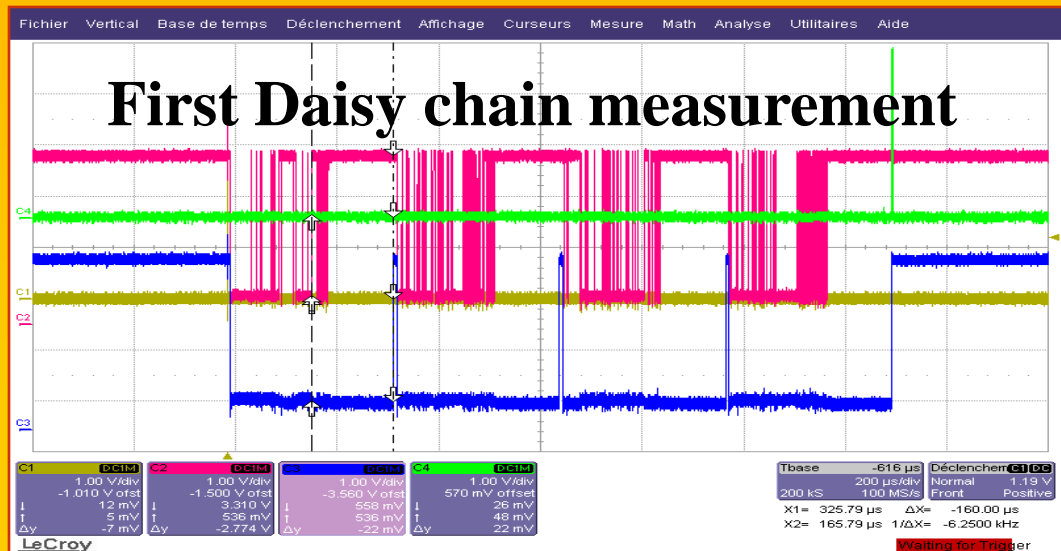 Fichier Vertical Base de temps Déclenchement Affichage Curseurs Mesure Math Analyse Utilitaires Aide
First Daisy chain measurement
C4
C1
C2
C3
C1 DC1M
1.00 V/div
-1.010 V ofst
↓ 12 mV
↑ 5 mV
Δy -7 mV
C2 DC1M
1.00 V/div
-1.500 V ofst
↓ 3.310 V
↑ 536 mV
Δy -2.774 V
C3 DC1M
1.00 V/div
-3.560 V ofst
↓ 558 mV
↑ 536 mV
Δy -22 mV
C4 DC1M
1.00 V/div
570 mV offset
↓ 26 mV
↑ 48 mV
Δy 22 mV
Tbase -616 µs
200 µs/div
200 kS 100 MS/s
Déclenchem C1 DC
Normal 1.19 V
Front Positive
X1= 325.79 µs ΔX= -160.00 µs
X2= 165.79 µs 1/ΔX= -6.2500 kHz
LeCroy
Waiting for Trigger